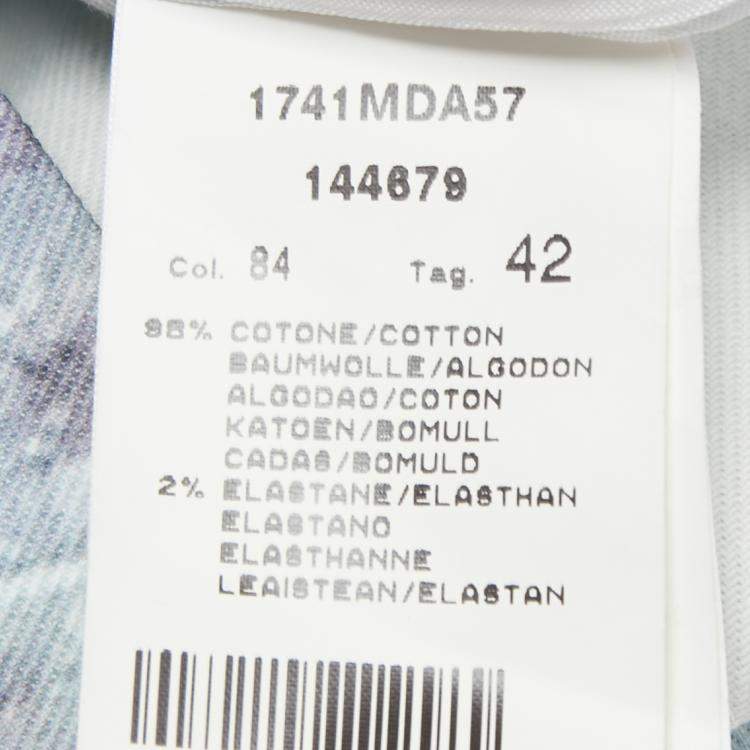 1741MDA57
144679
Col. 84 Tag. 42
98% COTONE/COTTON
BAUMWOLLE/ALGODON
ALGODAO/COTON
KATOEN/BOMULL
CADAS/BOMULD
2% ELASTANE/ELASTHAN
ELASTANO
ELASTHANNE
LEAISTEAN/ELASTAN